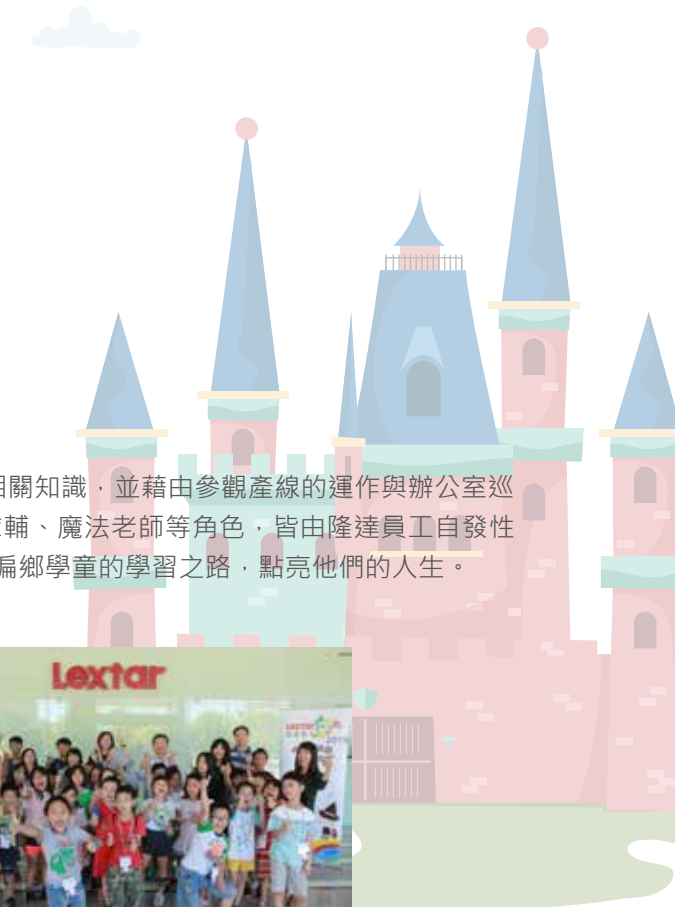 相關知識，並藉由參觀產線的運作與辦公室巡
輔、魔法老師等角色，皆由隆達員工自發性
偏鄉學童的學習之路，點亮他們的人生。
Lextar
Lextar